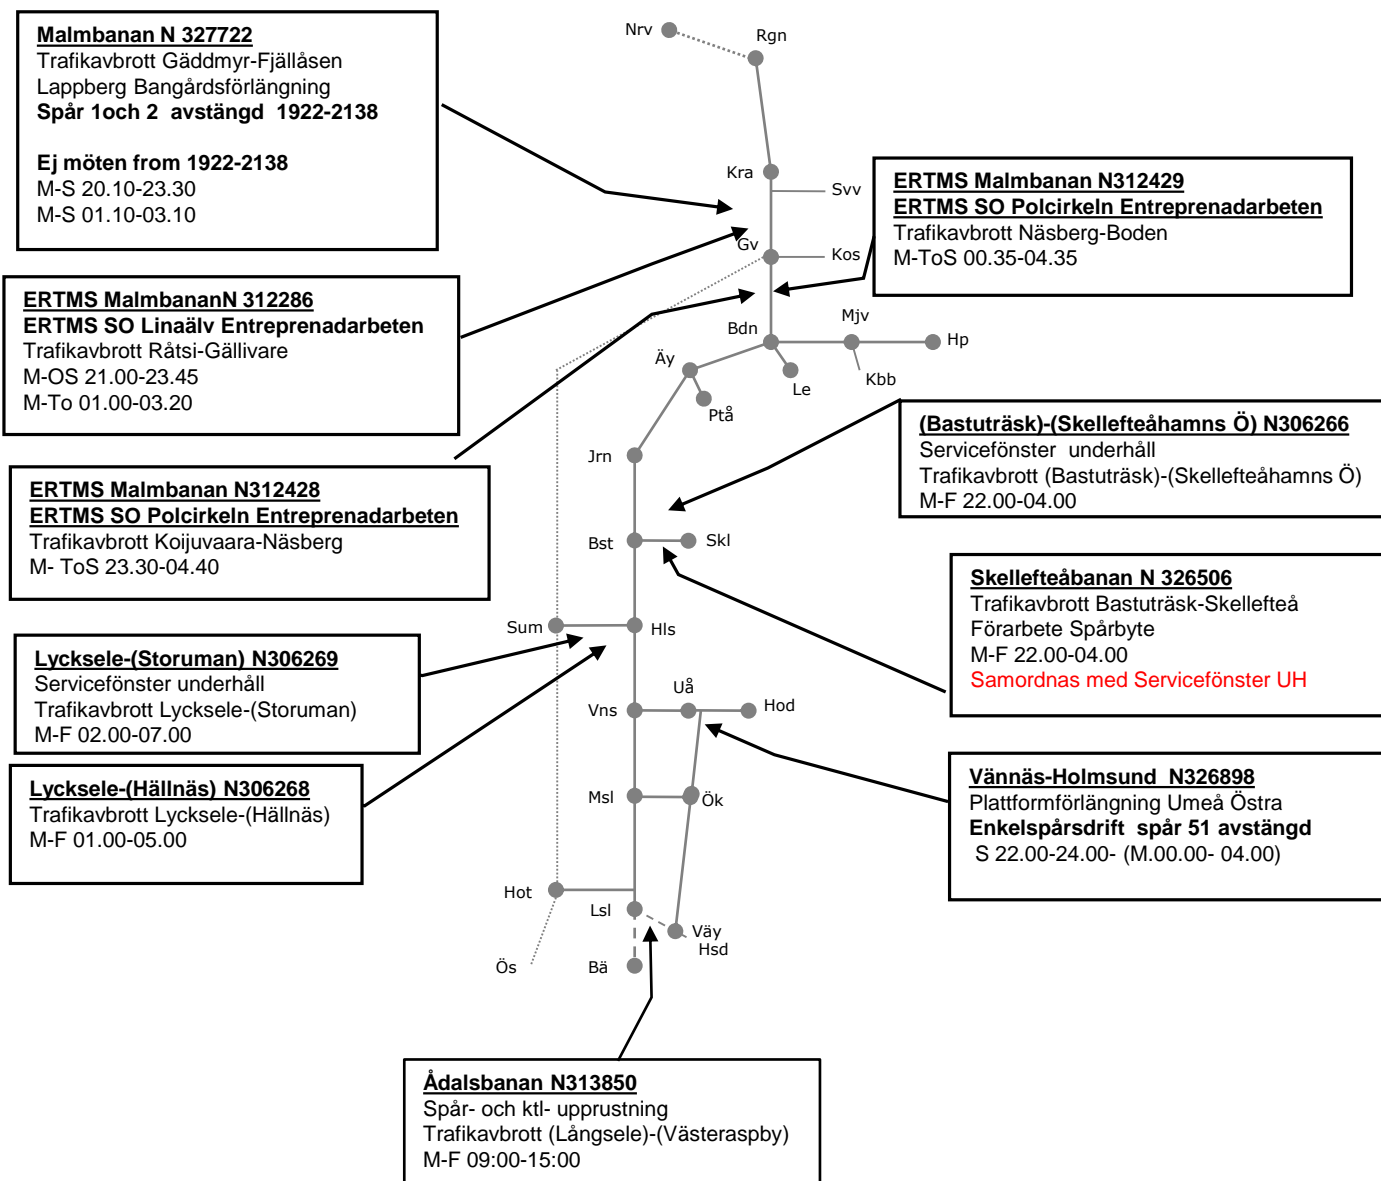 Malmbanan N 327722
Trafikavbrott Gäddmyr-Fjällåsen
Lappberg Bangårdsförlängning
Spår 1och 2 avstängd 1922-2138
Ej möten from 1922-2138
M-S 20.10-23.30
M-S 01.10-03.10
ERTMS MalmbananN 312286
ERTMS SO Linaälv Entreprenadarbeten
Trafikavbrott Råtsi-Gällivare
M-OS 21.00-23.45
M-To 01.00-03.20
ERTMS Malmbanan N312428
ERTMS SO Polcirkeln Entreprenadarbeten
Trafikavbrott Koijuvaara-Näsberg
M- ToS 23.30-04.40
Lycksele-(Storuman) N306269
Servicefönster underhåll
Trafikavbrott Lycksele-(Storuman)
M-F 02.00-07.00
Lycksele-(Hällnäs) N306268
Trafikavbrott Lycksele-(Hällnäs)
M-F 01.00-05.00
Nrv
Rgn
Kra
Svv
Gv
Kos
Bdn
Mjv
Hp
Äy
Le
Kbb
Ptå
Jrn
Bst
Skl
Sum
Hls
Uå
Vns
Hod
Msl
Ök
Hot
Lsl
Väy
Hsd
Ös
Bä
ERTMS Malmbanan N312429
ERTMS SO Polcirkeln Entreprenadarbeten
Trafikavbrott Näsberg-Boden
M-ToS 00.35-04.35
(Bastuträsk)-(Skellefteåhamns Ö) N306266
Servicefönster underhåll
Trafikavbrott (Bastuträsk)-(Skellefteåhamns Ö)
M-F 22.00-04.00
Skellefteåbanan N 326506
Trafikavbrott Bastuträsk-Skellefteå
Förarbete Spårbyte
M-F 22.00-04.00
Samordnas med Servicefönster UH
Vännäs-Holmsund N326898
Plattformförlängning Umeå Östra
Enkelspårsdrift spår 51 avstängd
S 22.00-24.00- (M.00.00- 04.00)
Ådalsbanan N313850
Spår- och ktl- upprustning
Trafikavbrott (Långsele)-(Västeraspby)
M-F 09:00-15:00